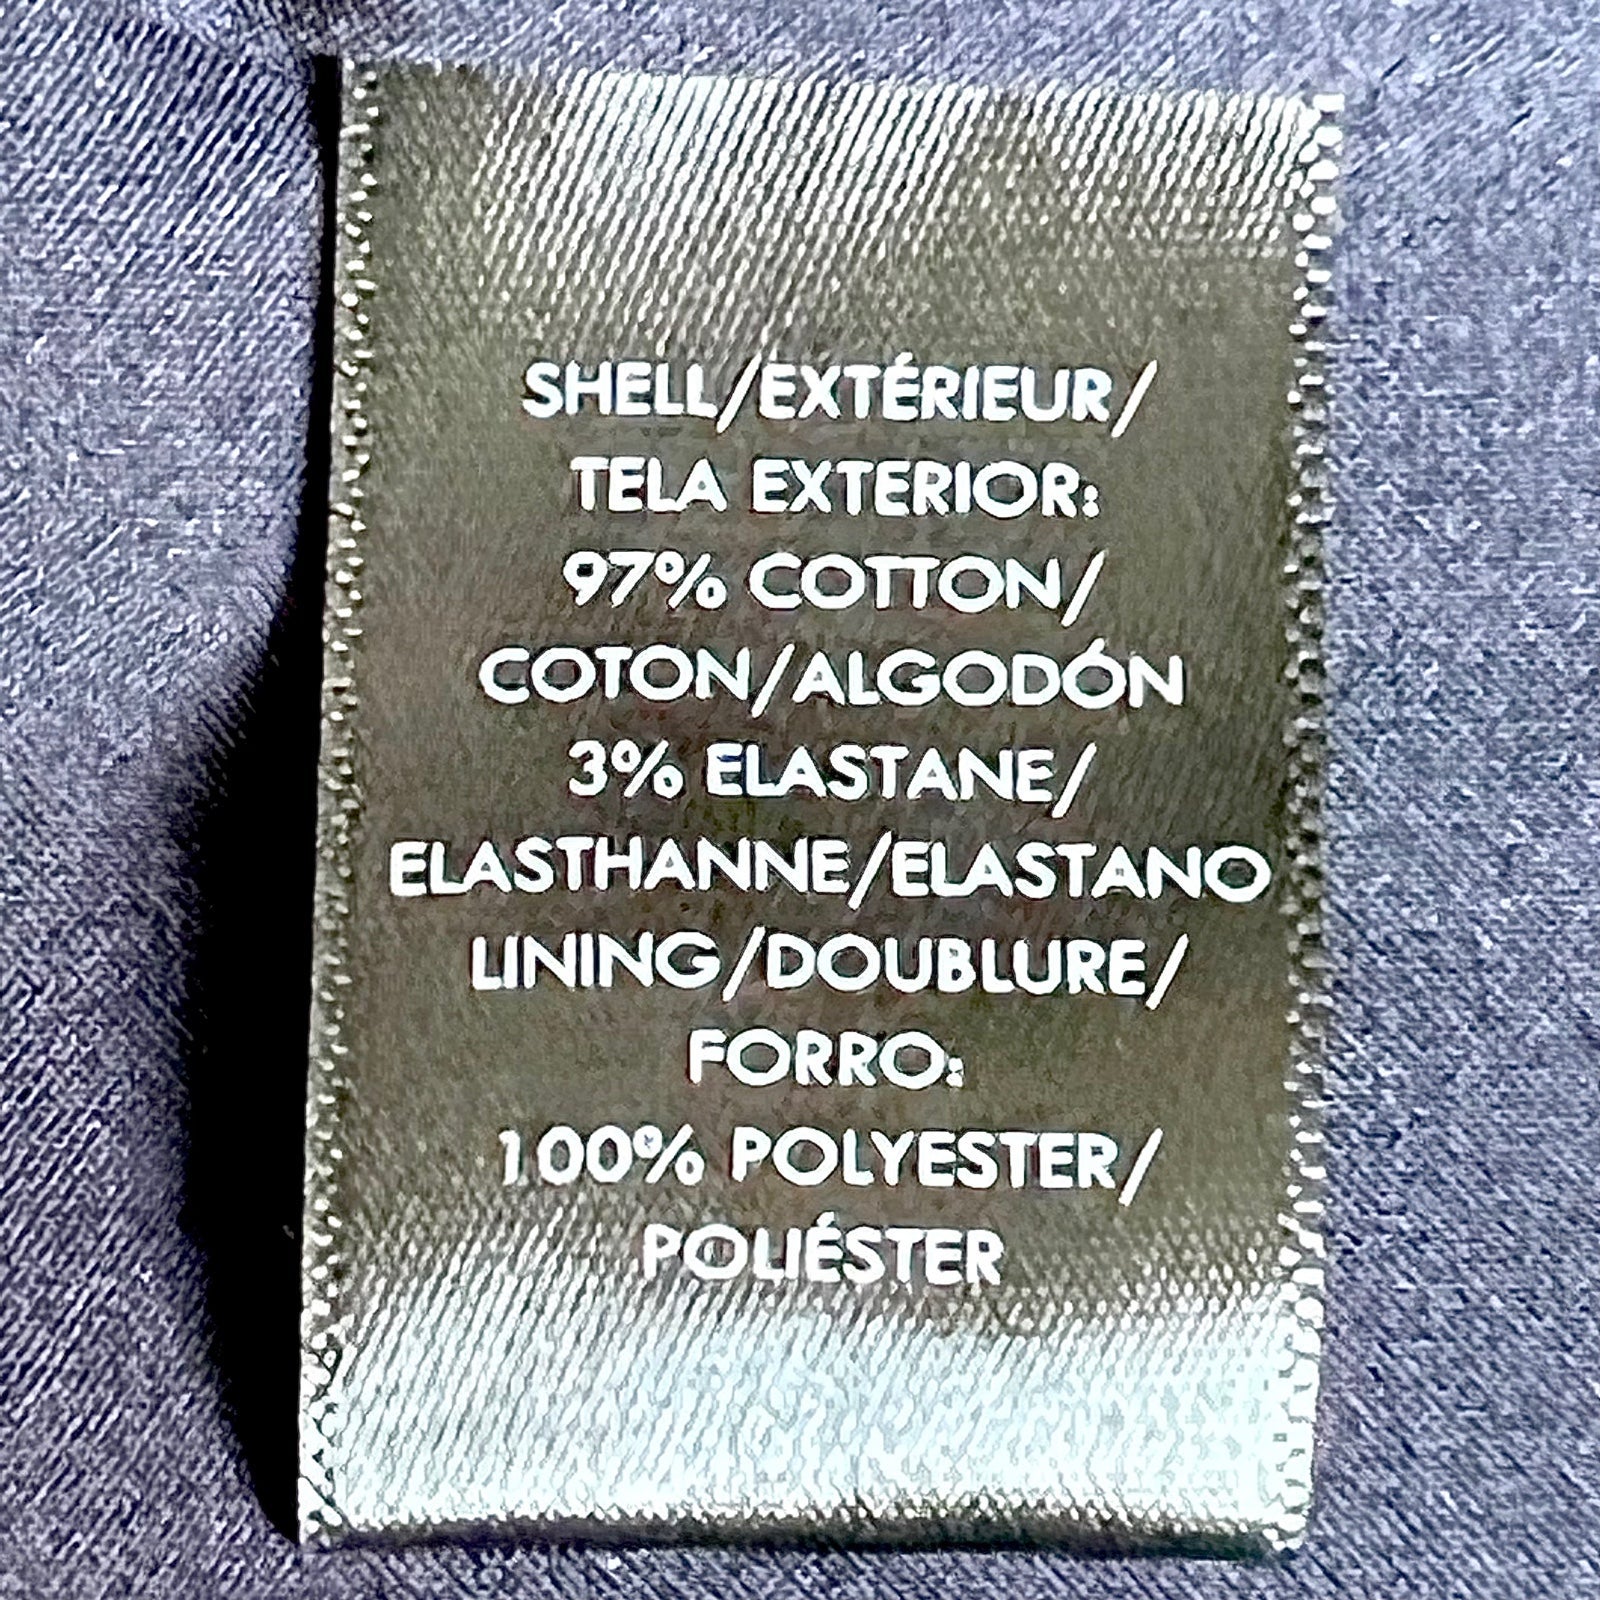 SHELL/EXTÉRIEUR/
TELA EXTERIOR:
97% COTTON/
COTON/ALGODÓN
3% ELASTANE/
ELASTHANNE/ELASTANO
LINING/DOUBLURE/
FORRO:
100% POLYESTER/
POLIÉSTER